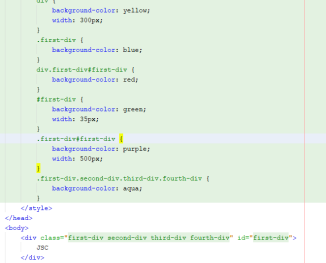 div {
background-color: yellow;
width: 300px;
}
.first-div {
background-color: blue;
}
div.first-div#first-div {
background-color: red;
}
#first-div {
background-color: green;
width: 35px;
}
.first-div#first-div {
background-color: purple;
width: 500px;
}
.first-div.second-div.third-div.fourth-div {
background-color: aqua;
}
</style>
</head>
<body>
<div class="first-div second-div third-div fourth-div" id="first-div">
JSC
</div>